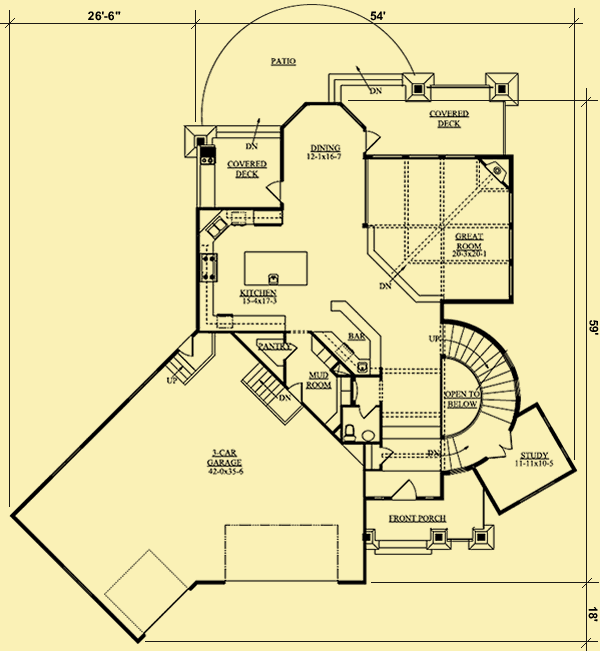 26'-6"
54'
PATIO
DN
COVERED
DECK
DINING
12-1x16-7
DN
COVERED
DECK
GREAT
ROOM
20-3x20-1
DN
KITCHEN
15-4x17-3
BAR
UP
PANTRY
MUD
ROOM
UP
DN
OPEN TO
BELOW
59'
3-CAR
GARAGE
42-0x35-6
DN
STUDY
11-11x10-5
FRONT PORCH
18'